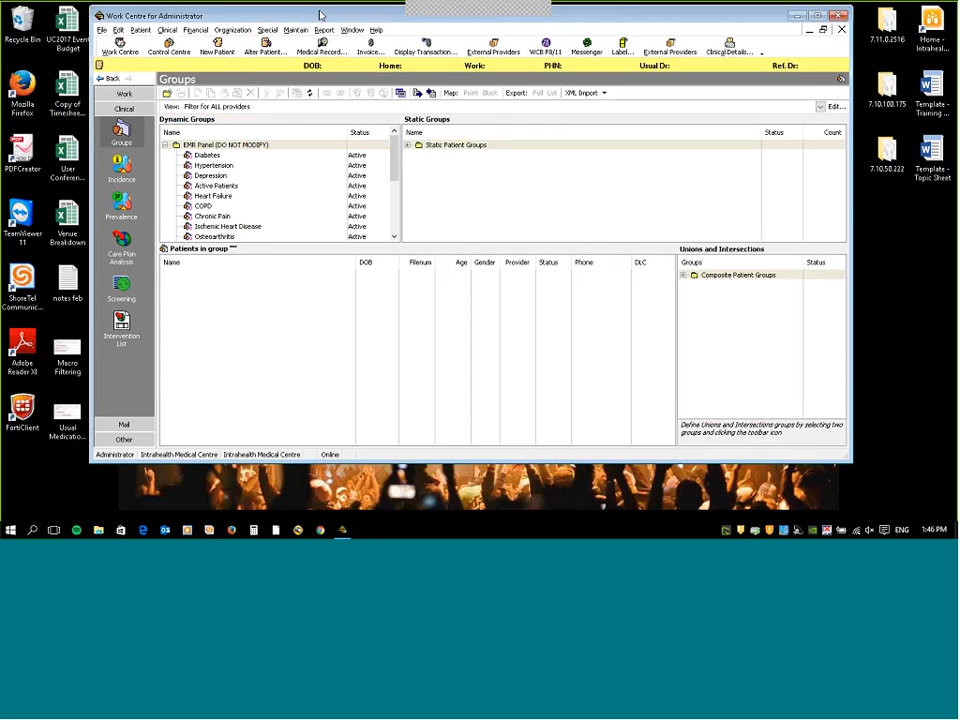 Work Centre for Administrator
File Edit Patient Clinical Financial Organization Special Maintain Report Window Help
Work Centre Control Centre New Patient Alter Patient... Medical Record... Invoice... Display Transaction... External Providers WCB F8/11 Messenger Label... External Providers Clinical Details...
DOB: Home: Work: PHN: Usual Dr: Ref. Dr:
Back Groups
View: Filter for ALL providers Edit...
Map: Point Block Export: Full List XML Import
Work
Clinical
Groups
Incidence
Prevalence
Care Plan
Analysis
Screening
Intervention
List
Mail
Other
Dynamic Groups
Name Status
EMR Panel (DO NOT MODIFY)
Diabetes Active
Hypertension Active
Depression Active
Active Patients Active
Heart Failure Active
COPD Active
Chronic Pain Active
Ischemic Heart Disease Active
Osteoarthritis Active
Static Groups
Name Status Count
Static Patient Groups
Patients in group ""
Name DOB Filenum Age Gender Provider Status Phone DLC
Unions and Intersections
Groups Status
Composite Patient Groups
Define Unions and Intersections groups by selecting two
groups and clicking the toolbar icon
Administrator Intrahealth Medical Centre Intrahealth Medical Centre Online
Recycle Bin
UC2017 Event
Budget
Mozilla
Firefox
Copy of
Timeshee...
PDFCreator
User
Conferen...
TeamViewer
11
Venue
Breakdown
ShoreTel
Communic...
notes feb
Adobe
Reader XI
Macro
Filtering
FortiClient
Usual
Medicatio...
7.11.0.2516
Home -
Intraheal...
7.10.100.175
Template -
Training ...
7.10.50.222
Template -
Topic Sheet
ENG 1:46 PM